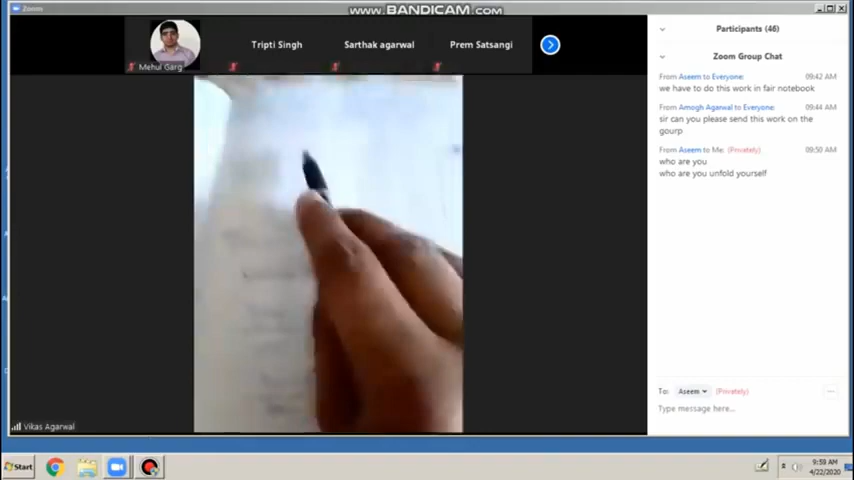 www.BANDICAM.com
Zoom
Mehul Garg
Tripti Singh
Sarthak agarwal
Prem Satsangi
Vikas Agarwal
Participants (46)
Zoom Group Chat
From Aseem to Everyone: 09:42 AM
we have to do this work in fair notebook
From Amogh Agarwal to Everyone: 09:44 AM
sir can you please send this work on the
gourp
From Aseem to Me: (Privately) 09:50 AM
who are you
who are you unfold yourself
To: Aseem (Privately)
Type message here...
Start
9:59 AM
4/22/2020